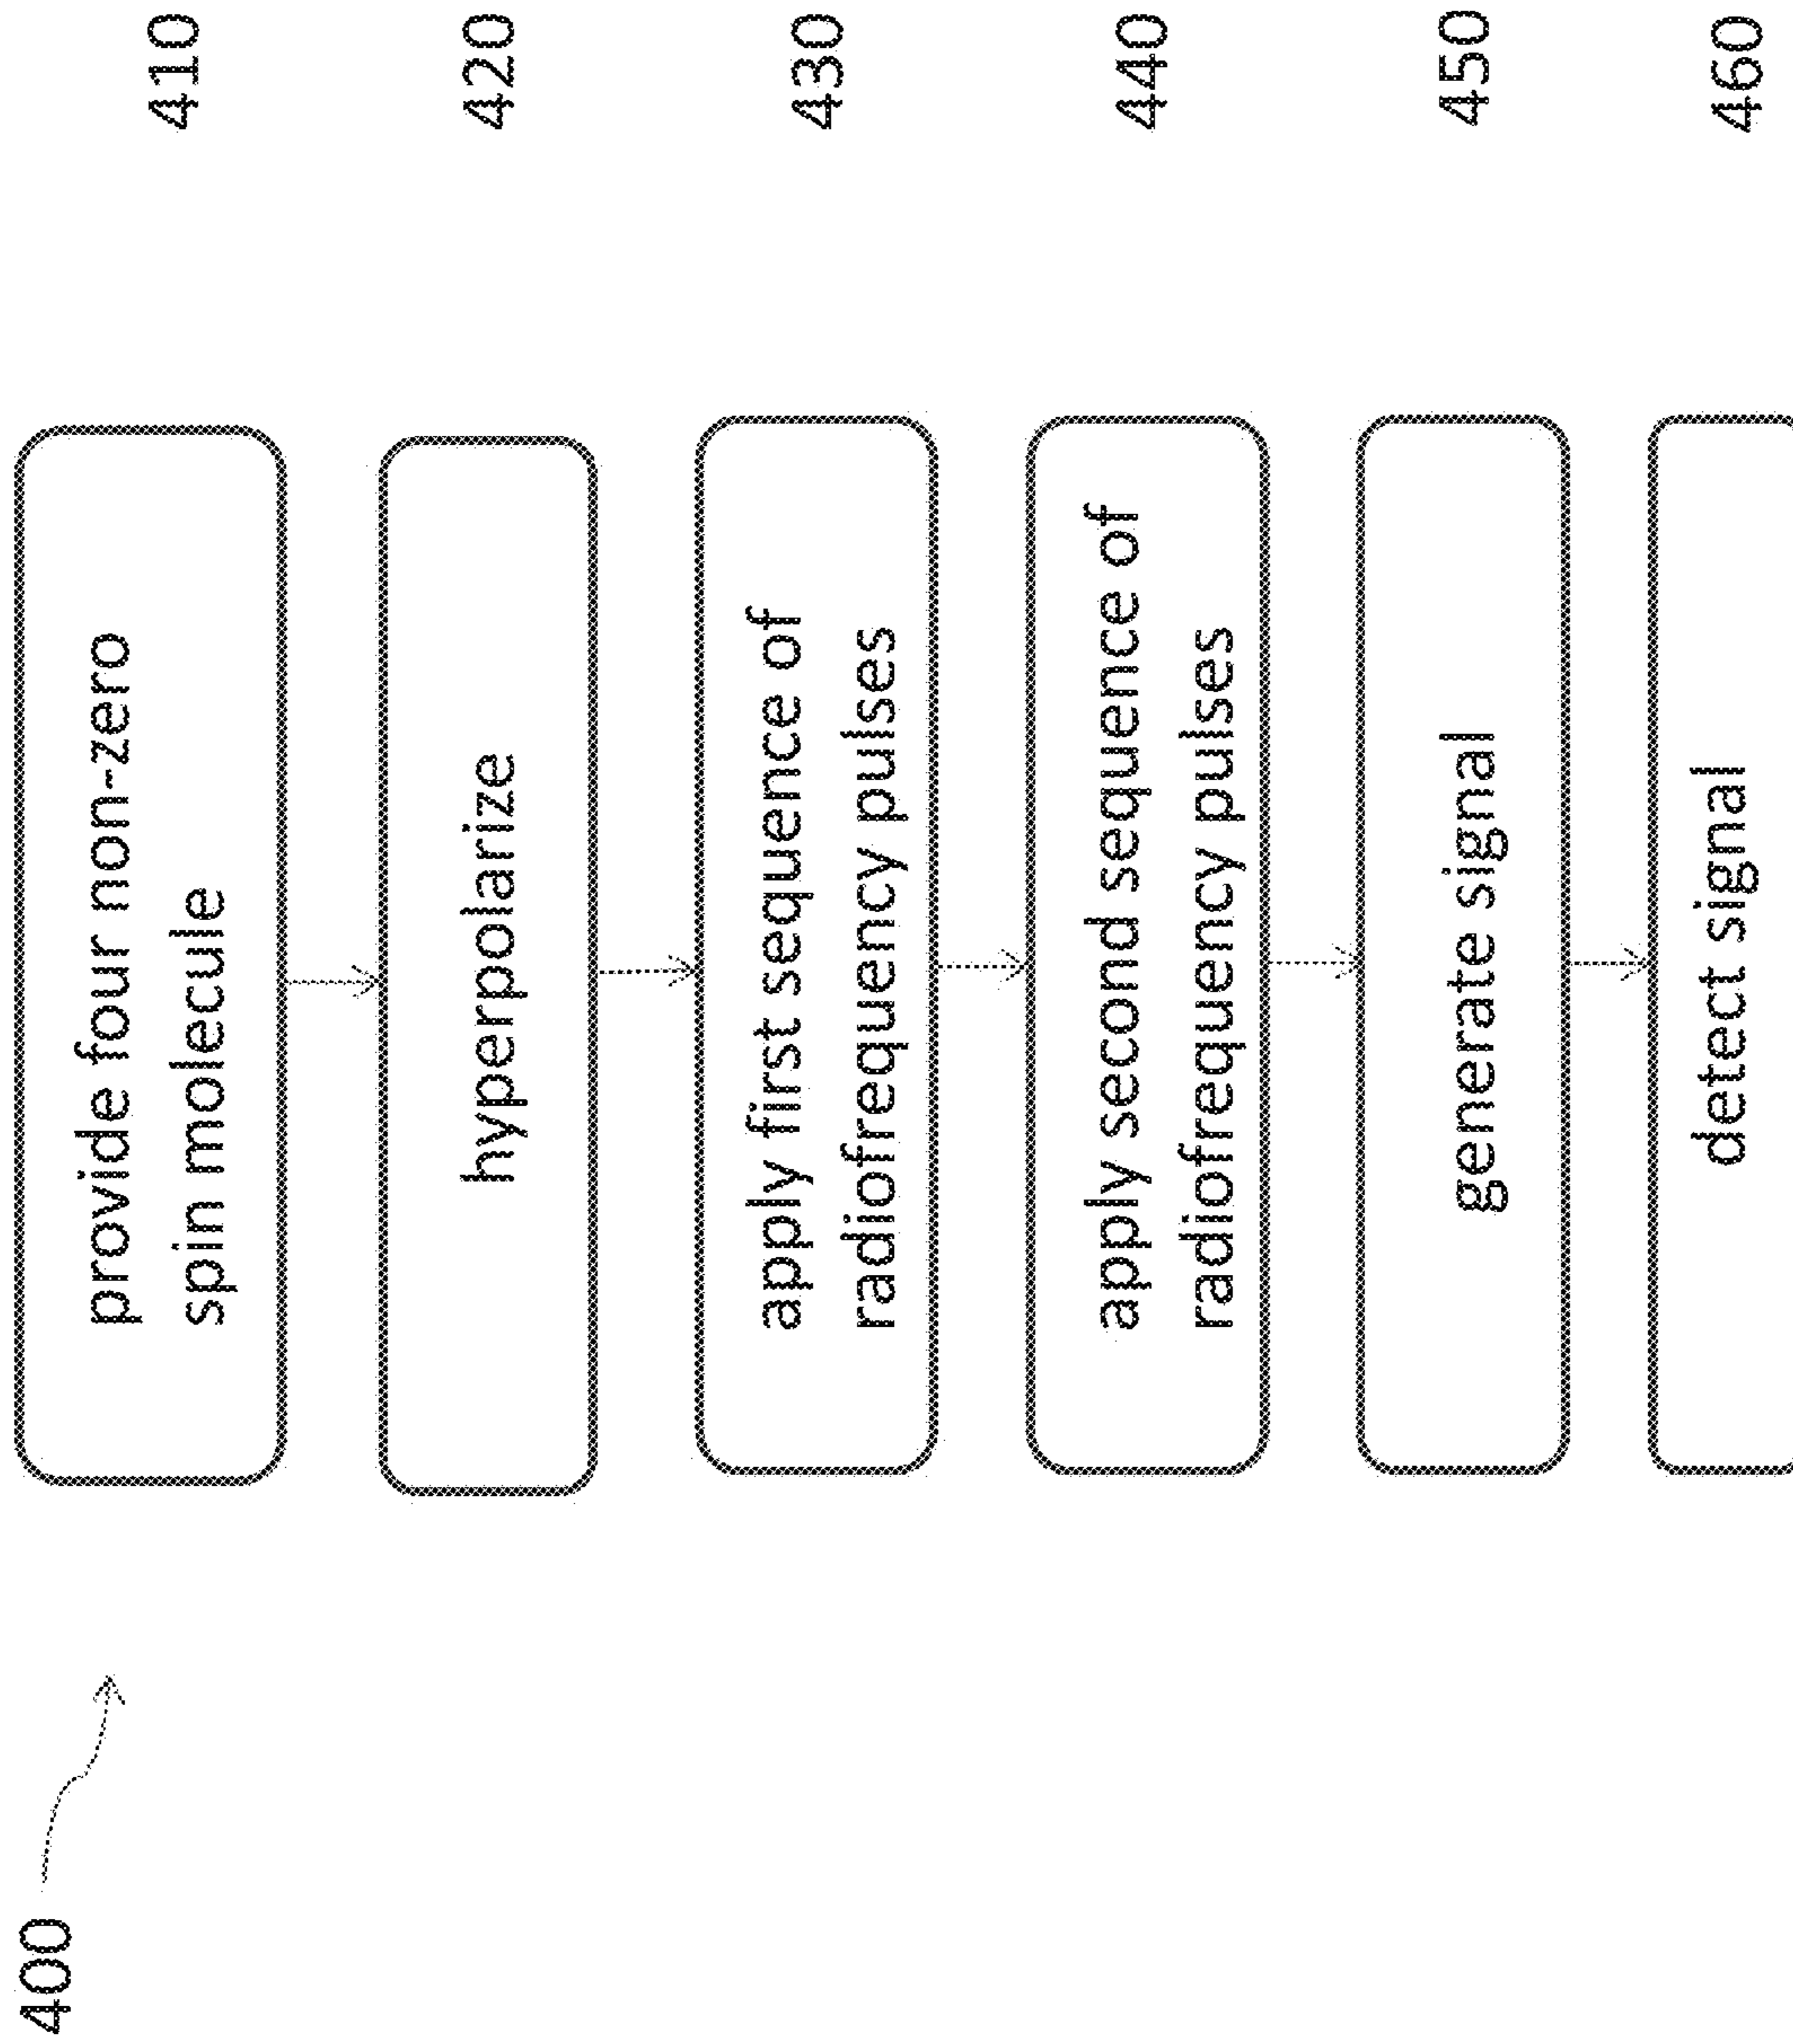 400
provide four non-zero
spin molecule
410
hyperpolarize
420
apply first sequence of
radiofrequency pulses
430
apply second sequence of
radiofrequency pulses
440
generate signal
450
detect signal
460